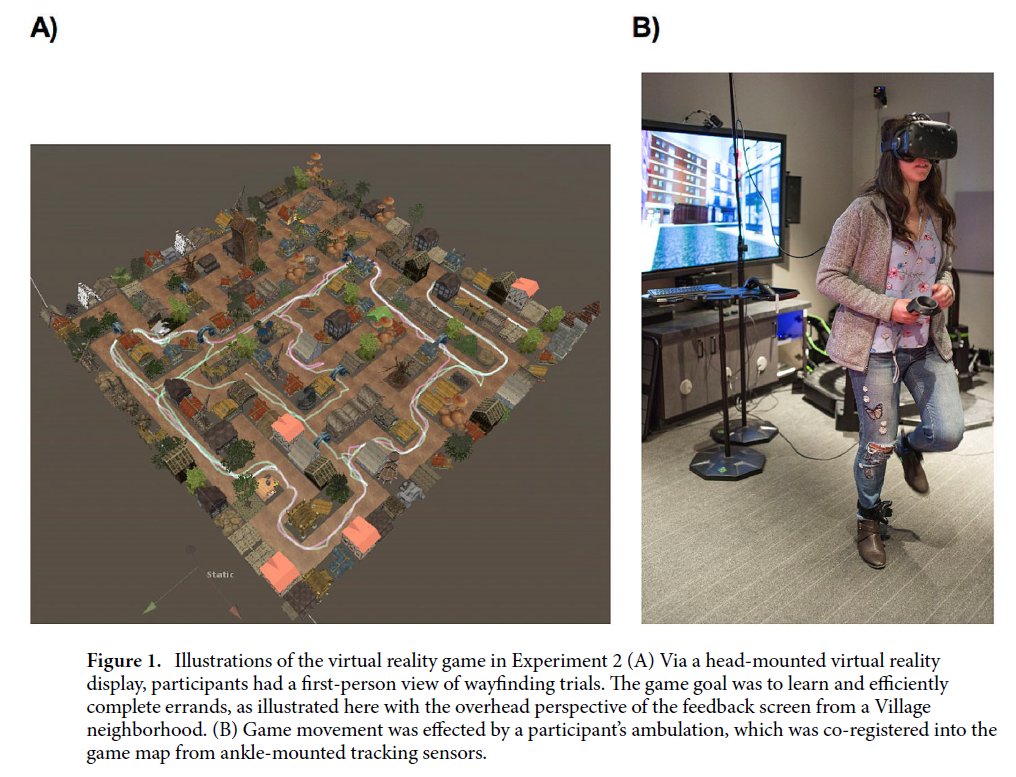 A)
B)
Static
Figure 1. Illustrations of the virtual reality game in Experiment 2 (A) Via a head-mounted virtual reality
display, participants had a first-person view of wayfinding trials. The game goal was to learn and efficiently
complete errands, as illustrated here with the overhead perspective of the feedback screen from a Village
neighborhood. (B) Game movement was effected by a participant’s ambulation, which was co-registered into the
game map from ankle-mounted tracking sensors.